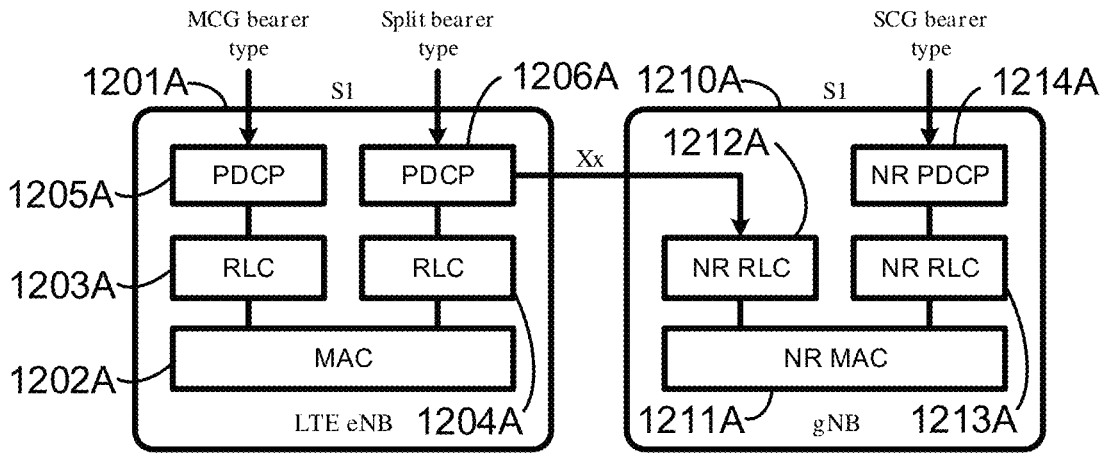 MCG bearer type
Split bearer type
SCG bearer type
1201A
S1
1206A
1210A
S1
1214A
1212A
Xx
PDCP
PDCP
NR PDCP
1205A
RLC
RLC
NR RLC
NR RLC
1203A
MAC
NR MAC
1202A
LTE eNB
1204A
1211A
gNB
1213A